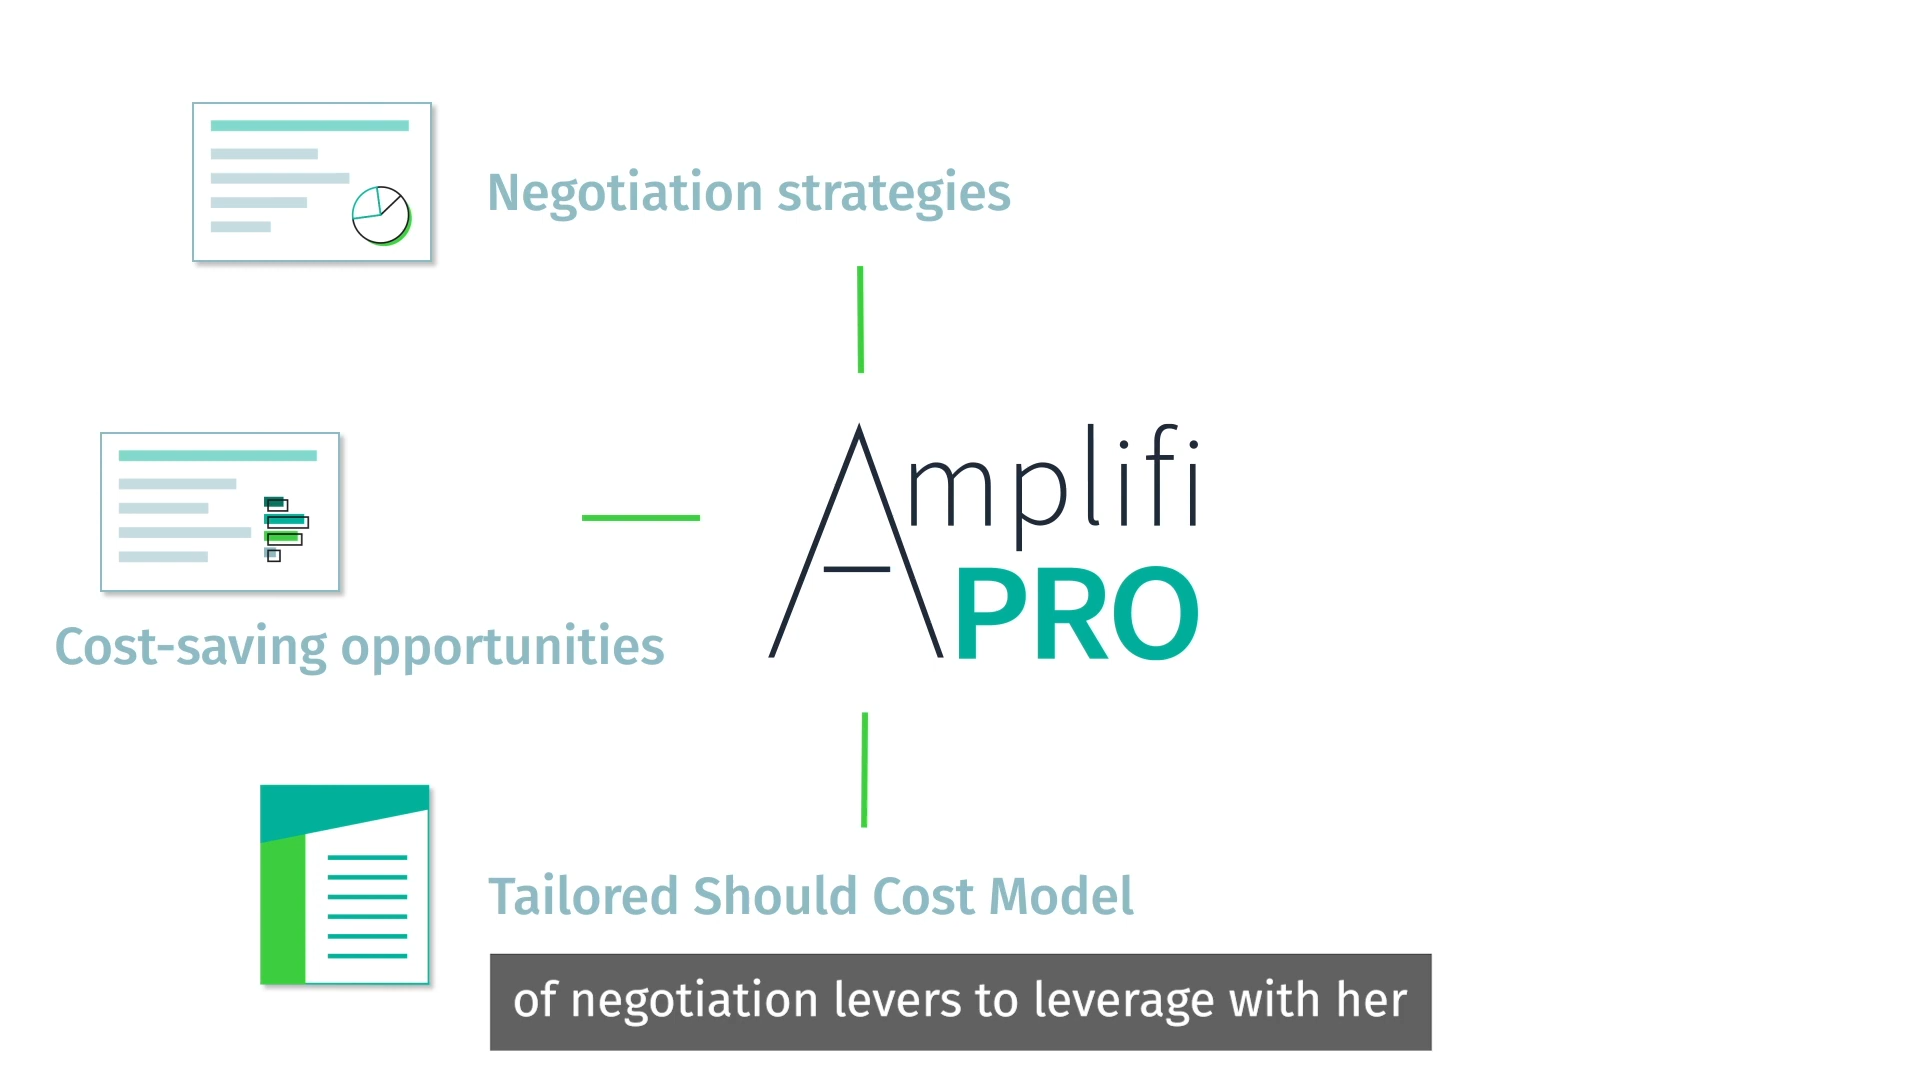 Negotiation strategies
Amplifi
PRO
Cost-saving opportunities
Tailored Should Cost Model
of negotiation levers to leverage with her